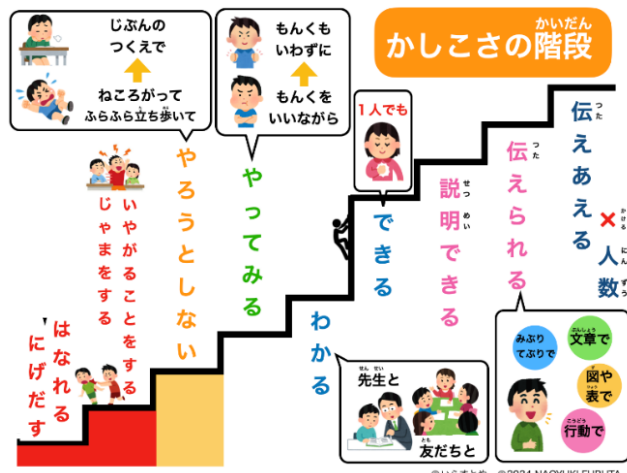 かしこさの階段
かいだん
じぶんの
つくえで
ねころがって
ふらふら立ち歩いて
もんくも
いわずに
もんくを
いいながら
1人でも
はなれる
にげだす
いやがることをする
じゃまをする
やろうとしない
やってみる
わかる
先生と
せんせい
友だちと
とも
できる
説明できる
せつめい
伝えられる
つた
みぶり
てぶりで
文章で
ぶんしょう
図や
ず
表で
行動で
こうどう
伝えあえる
つた
×人数
かける にんずう